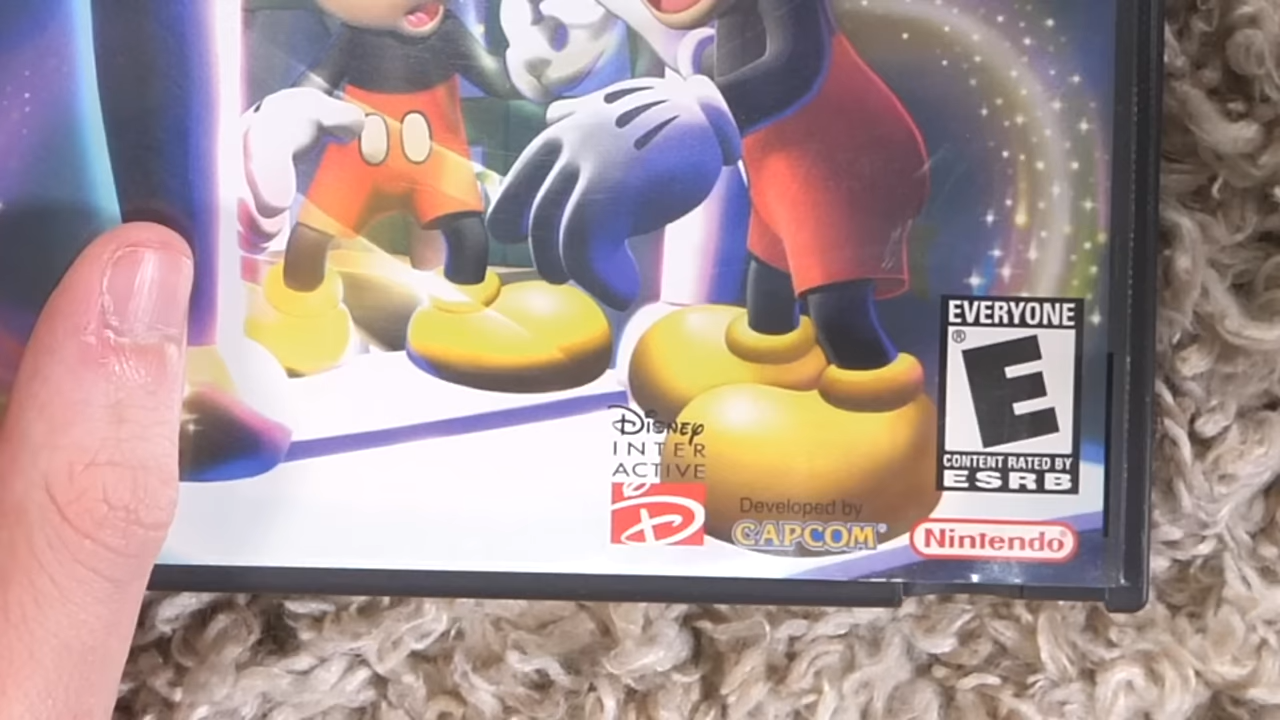 EVERYONE
®
E
CONTENT RATED BY
ESRB
Disney
INTER
ACTIVE
D
Developed by
CAPCOM®
Nintendo®